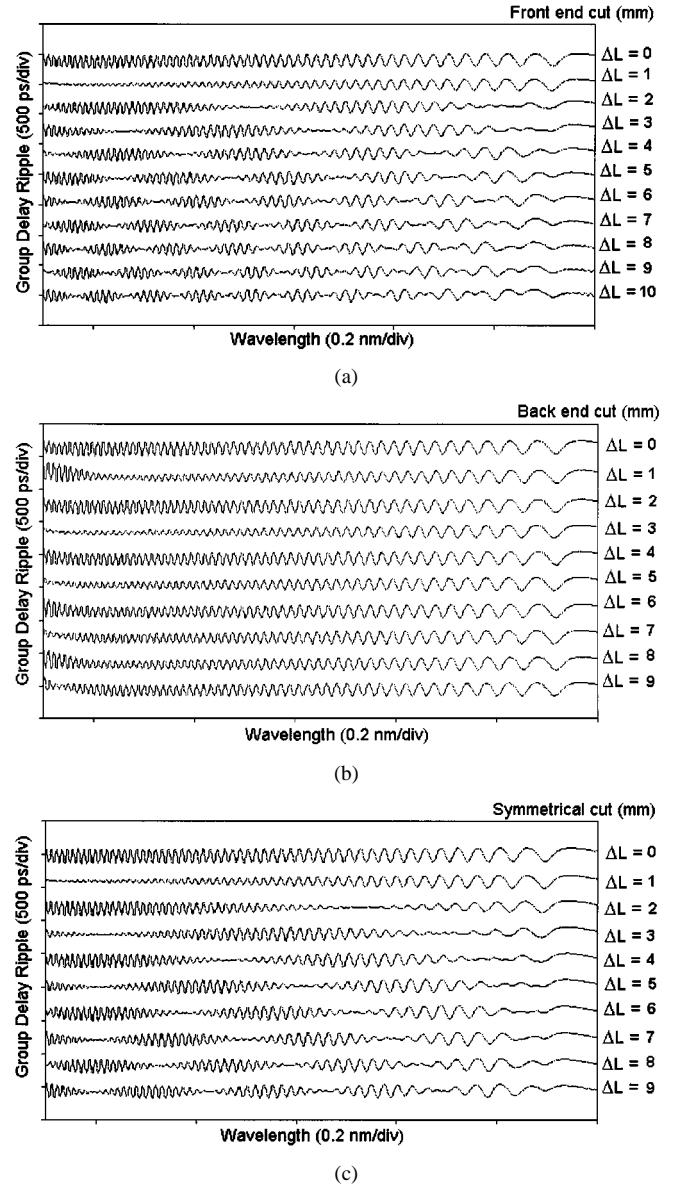 Front end cut (mm)
Group Delay Ripple (500 ps/div)
ΔL = 0
ΔL = 1
ΔL = 2
ΔL = 3
ΔL = 4
ΔL = 5
ΔL = 6
ΔL = 7
ΔL = 8
ΔL = 9
ΔL = 10
Wavelength (0.2 nm/div)
(a)
Back end cut (mm)
Group Delay Ripple (500 ps/div)
ΔL = 0
ΔL = 1
ΔL = 2
ΔL = 3
ΔL = 4
ΔL = 5
ΔL = 6
ΔL = 7
ΔL = 8
ΔL = 9
Wavelength (0.2 nm/div)
(b)
Symmetrical cut (mm)
Group Delay Ripple (500 ps/div)
ΔL = 0
ΔL = 1
ΔL = 2
ΔL = 3
ΔL = 4
ΔL = 5
ΔL = 6
ΔL = 7
ΔL = 8
ΔL = 9
Wavelength (0.2 nm/div)
(c)